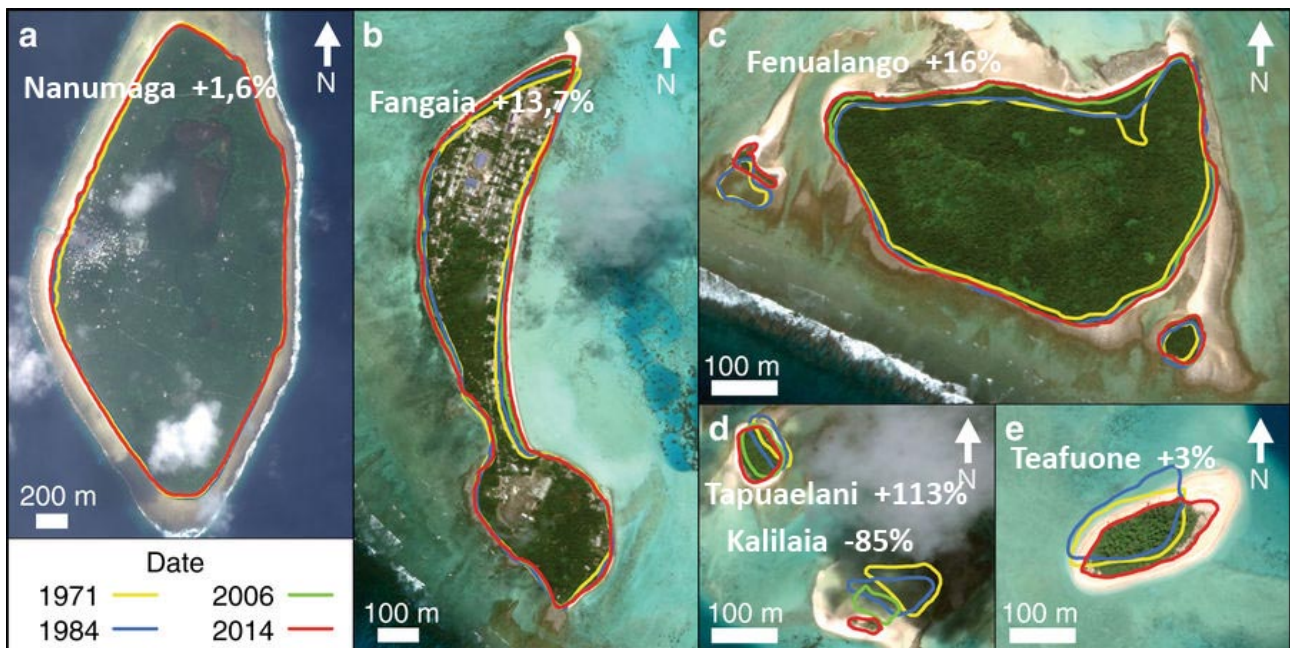 a
N
Nanumaga +1,6%
200 m
Date
1971
2006
1984
2014
b
N
Fangaia +13,7%
100 m
c
N
Fenualango +16%
100 m
d
N
Tapuaelani +113%
Kalilaia -85%
100 m
e
N
Teafuone +3%
100 m